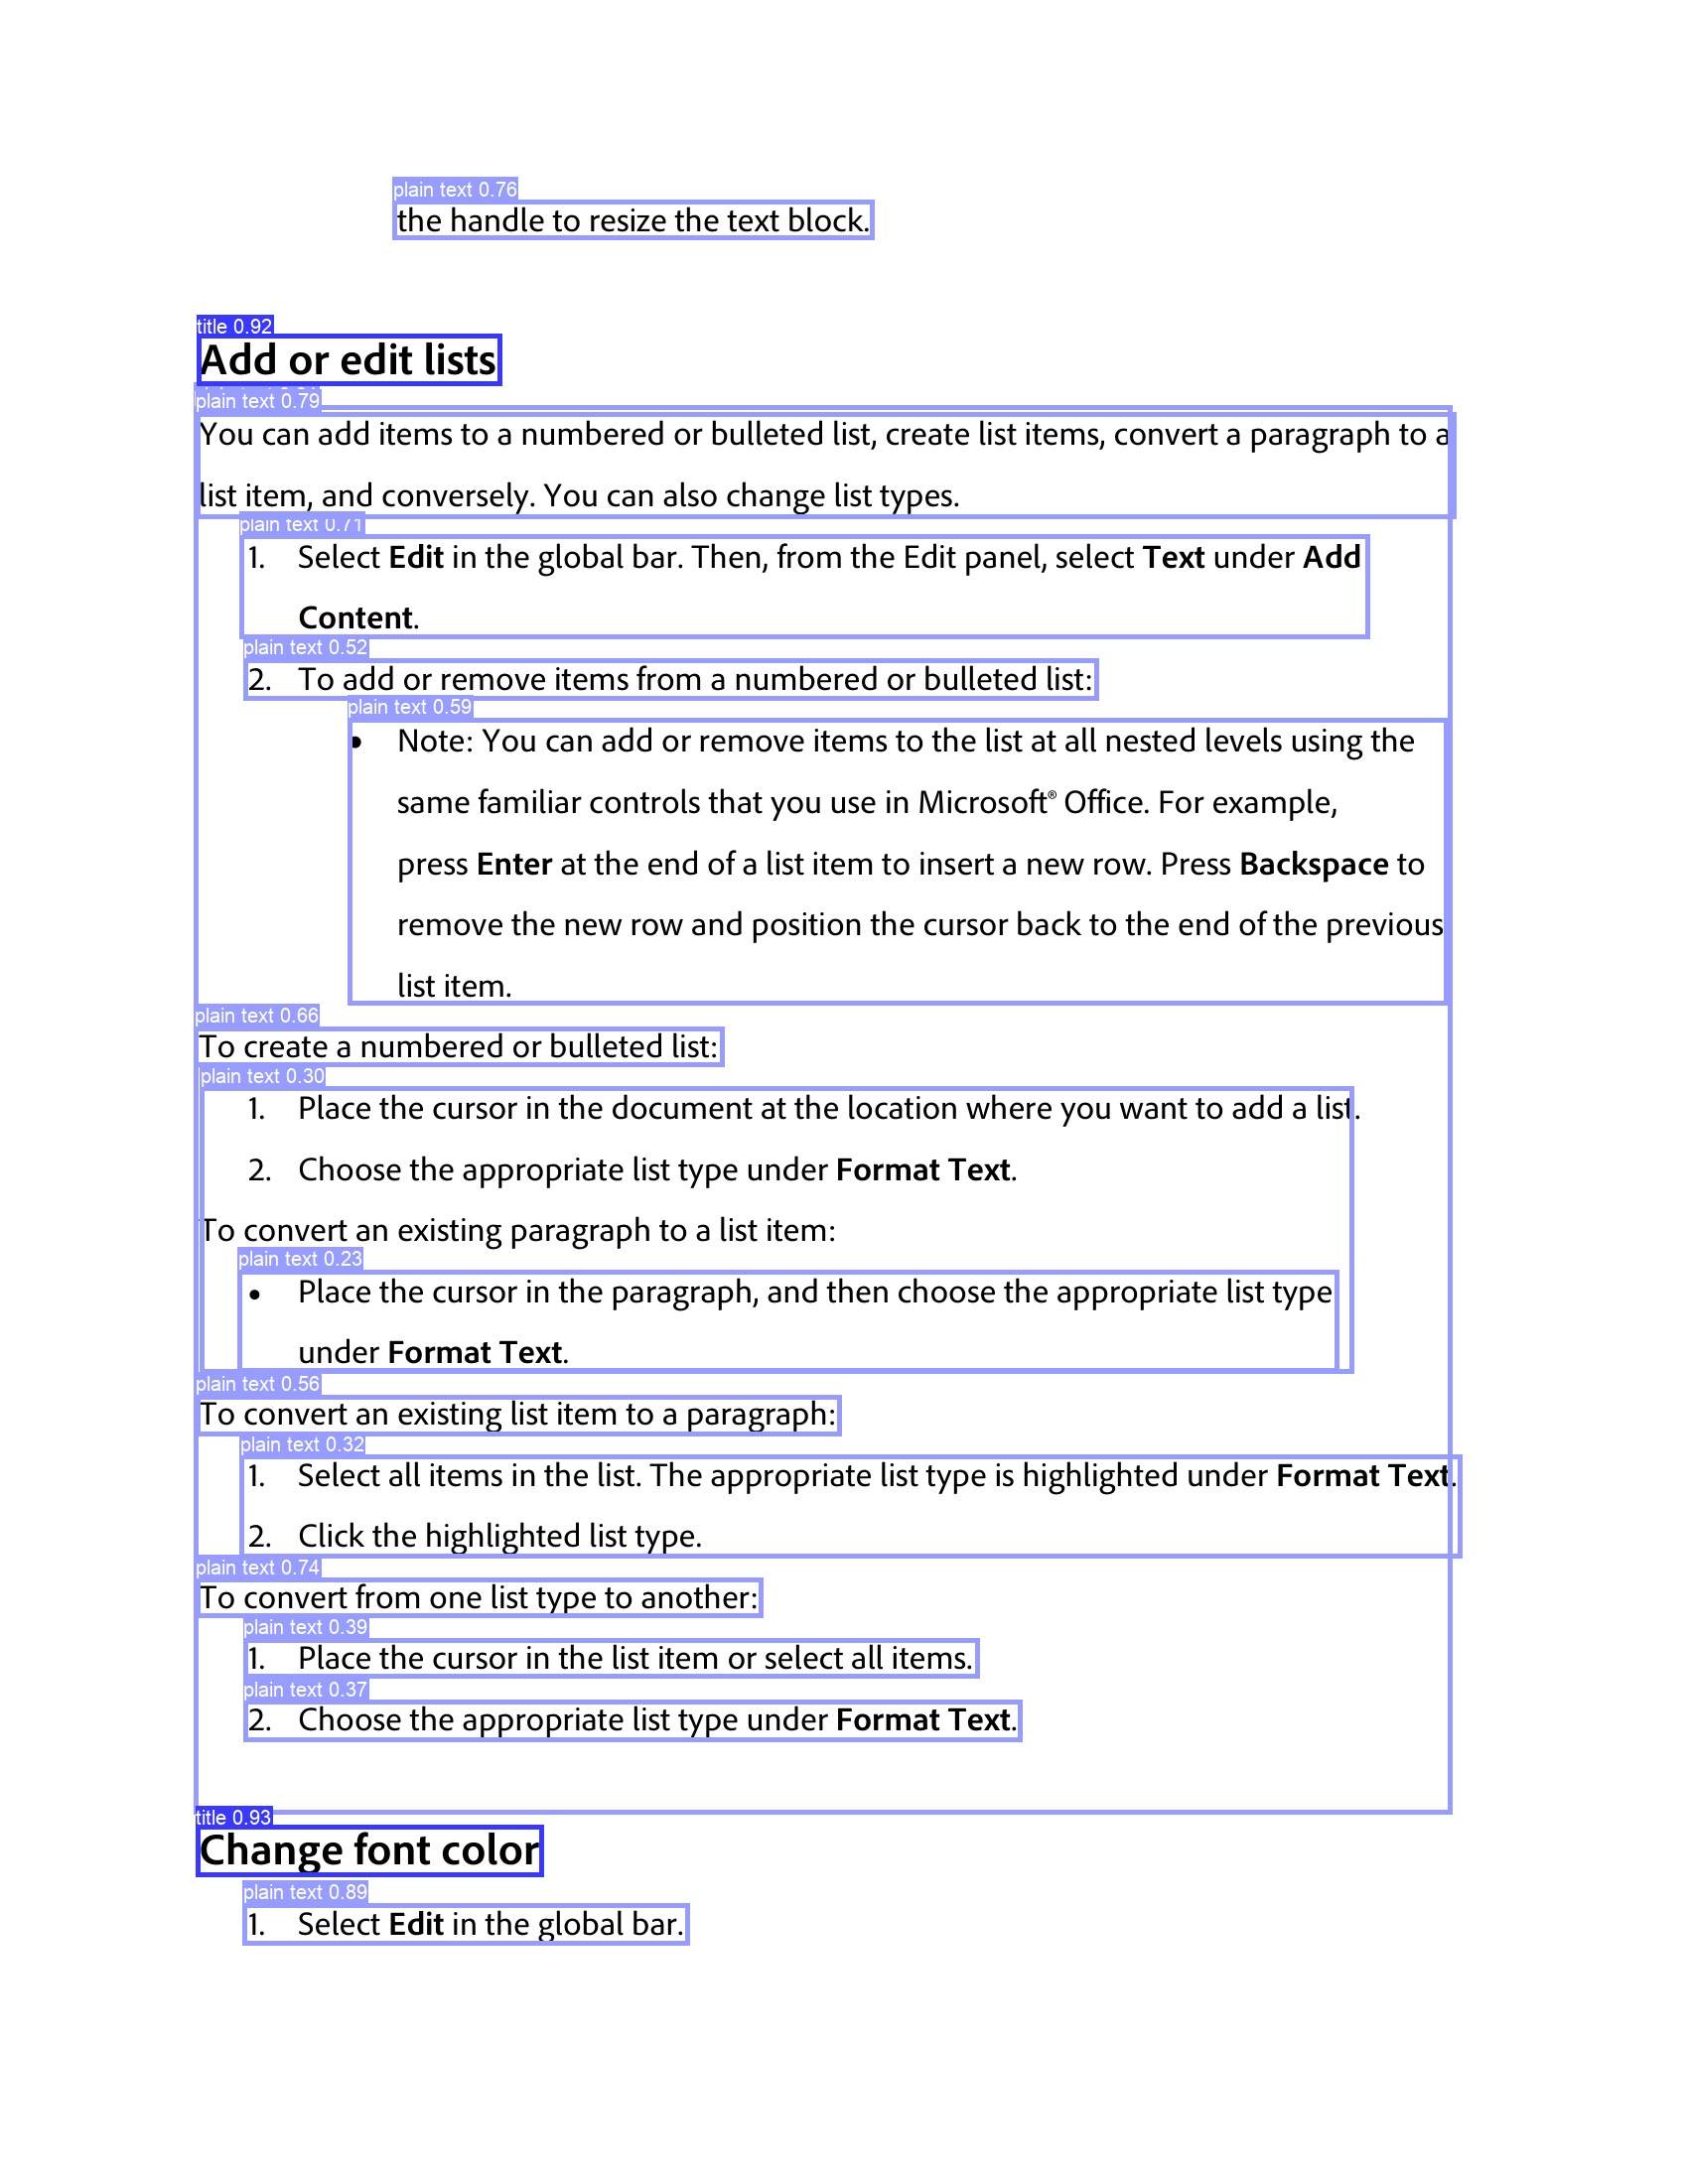 plain text 0.76
the handle to resize the text block.
title 0.92
Add or edit lists
plain text 0.79
You can add items to a numbered or bulleted list, create list items, convert a paragraph to a
list item, and conversely. You can also change list types.
plain text 0.71
1. Select Edit in the global bar. Then, from the Edit panel, select Text under Add
Content.
plain text 0.52
2. To add or remove items from a numbered or bulleted list:
plain text 0.59
• Note: You can add or remove items to the list at all nested levels using the
same familiar controls that you use in Microsoft® Office. For example,
press Enter at the end of a list item to insert a new row. Press Backspace to
remove the new row and position the cursor back to the end of the previous
list item.
plain text 0.66
To create a numbered or bulleted list:
plain text 0.30
1. Place the cursor in the document at the location where you want to add a list.
2. Choose the appropriate list type under Format Text.
To convert an existing paragraph to a list item:
plain text 0.23
• Place the cursor in the paragraph, and then choose the appropriate list type
under Format Text.
plain text 0.56
To convert an existing list item to a paragraph:
plain text 0.32
1. Select all items in the list. The appropriate list type is highlighted under Format Text.
2. Click the highlighted list type.
plain text 0.74
To convert from one list type to another:
plain text 0.39
1. Place the cursor in the list item or select all items.
plain text 0.37
2. Choose the appropriate list type under Format Text.
title 0.93
Change font color
plain text 0.89
1. Select Edit in the global bar.